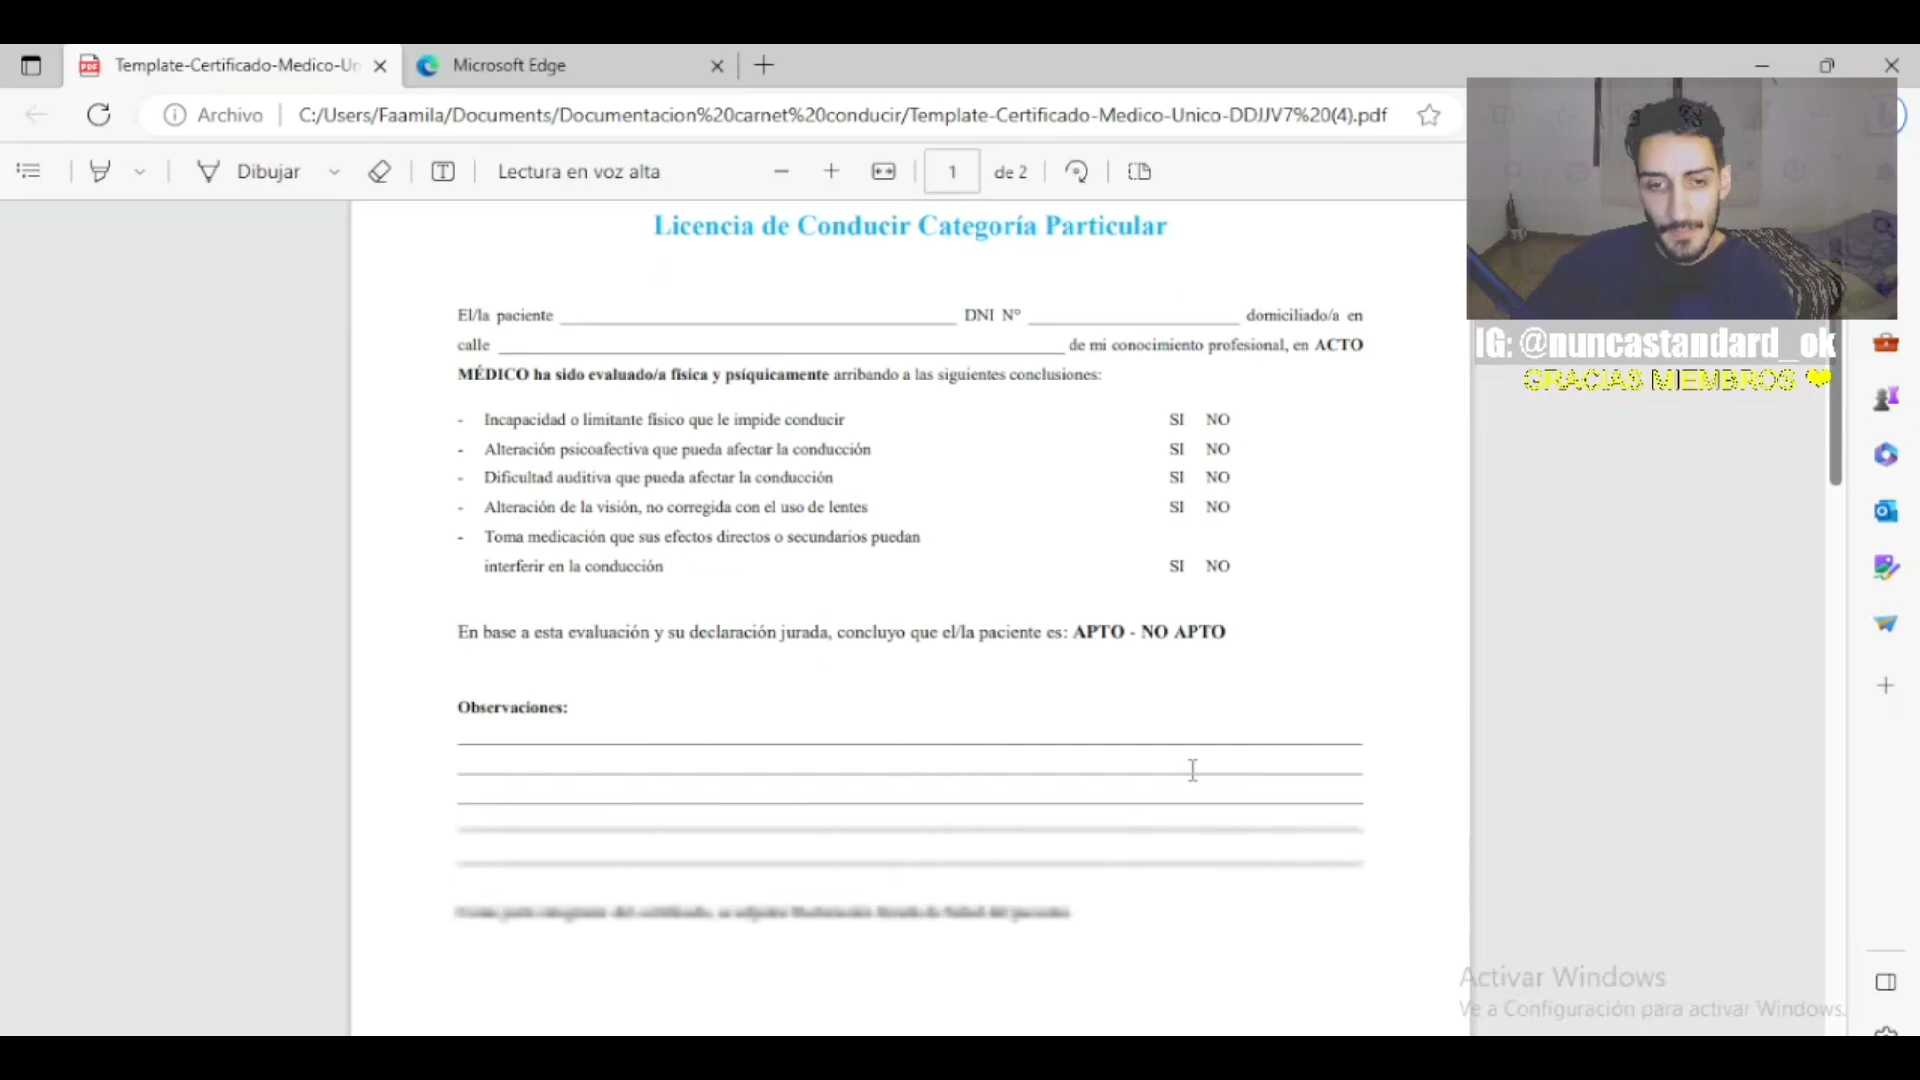 Template-Certificado-Medico-Un
Microsoft Edge
Archivo
C:/Users/Faamila/Documents/Documentacion%20carnet%20conducir/Template-Certificado-Medico-Unico-DDJJV7%20(4).pdf
Dibujar
Lectura en voz alta
1 de 2
IG: @nuncastandard_ok
GRACIAS MIEMBROS
Licencia de Conducir Categoría Particular
El/la paciente DNI N° domiciliado/a en
calle de mi conocimiento profesional, en ACTO
MÉDICO ha sido evaluado/a física y psíquicamente arribando a las siguientes conclusiones:
- Incapacidad o limitante físico que le impide conducir SI NO
- Alteración psicoafectiva que pueda afectar la conducción SI NO
- Dificultad auditiva que pueda afectar la conducción SI NO
- Alteración de la visión, no corregida con el uso de lentes SI NO
- Toma medicación que sus efectos directos o secundarios puedan
interferir en la conducción SI NO
En base a esta evaluación y su declaración jurada, concluyo que el/la paciente es: APTO - NO APTO
Observaciones:
Activar Windows
Ve a Configuración para activar Windows.